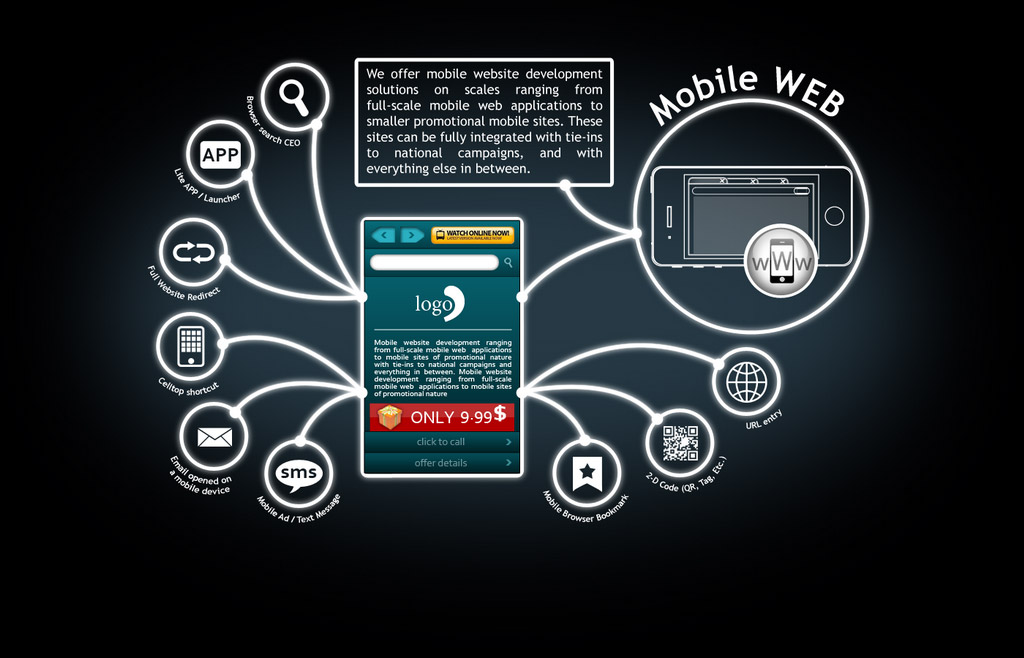 We offer mobile website development
solutions on scales ranging from
full-scale mobile web applications to
smaller promotional mobile sites. These
sites can be fully integrated with tie-ins
to national campaigns, and with
everything else in between.
Mobile WEB
WWW
Browser search CEO
APP
Lite APP / Launcher
Full Website Redirect
Celltop shortcut
Email opened on
a mobile device
sms
Mobile Ad / Text Message
WATCH ONLINE NOW!
LATEST VERSION AVAILABLE NOW!
logo
Mobile website development ranging
from full-scale mobile web applications
to mobile sites of promotional nature
with tie-ins to national campaigns and
everything in between. Mobile website
development ranging from full-scale
mobile web applications to mobile sites
of promotional nature
ONLY 9.99$
click to call
offer details
URL entry
2-D Code (QR, Tag, Etc.)
Mobile Browser Bookmark